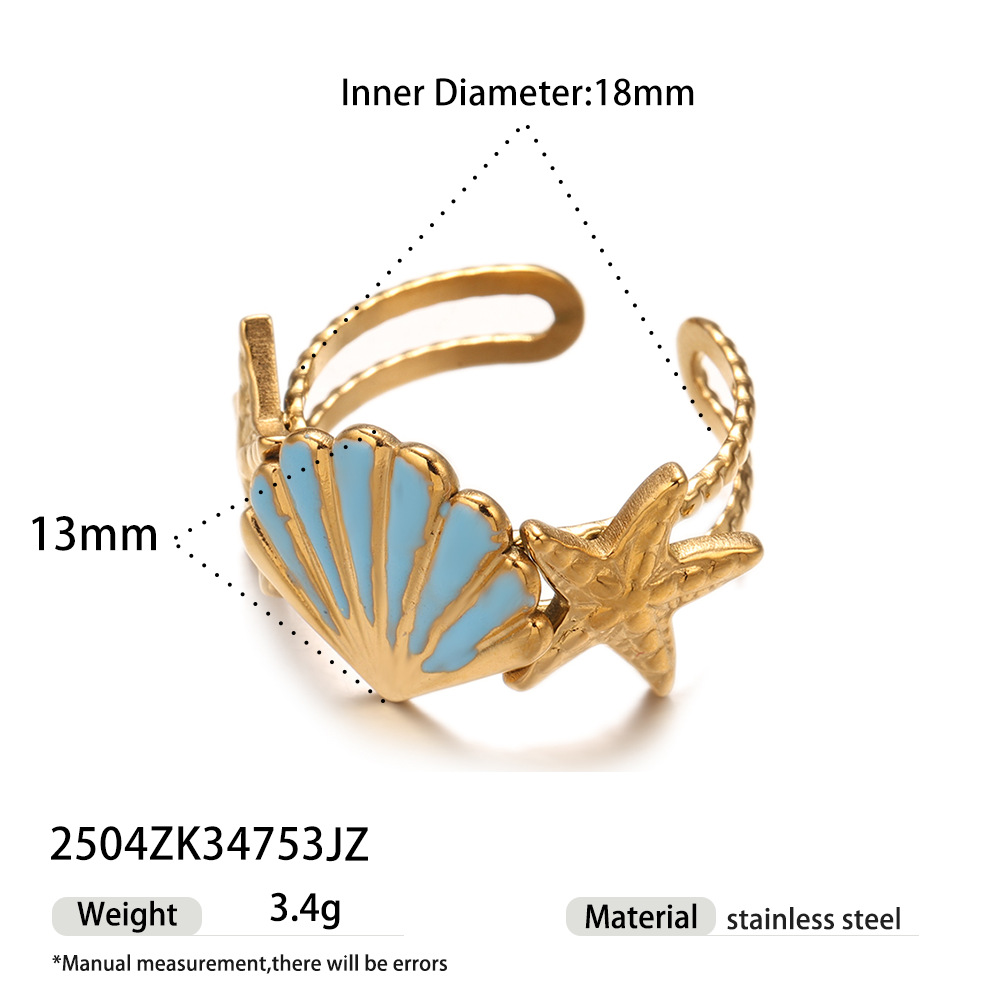 Inner Diameter:18mm
13mm
2504ZK34753JZ
Weight 3.4g
Material stainless steel
*Manual measurement,there will be errors